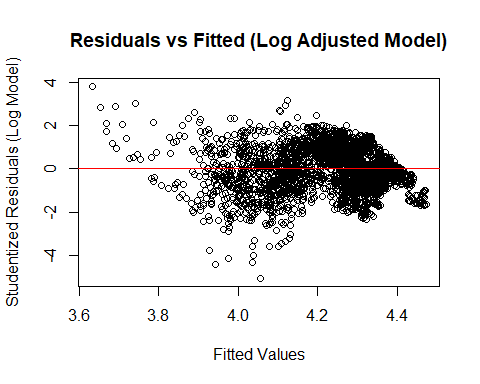 Residuals vs Fitted (Log Adjusted Model)
Studentized Residuals (Log Model)
4
2
0
-2
-4
3.6 3.8 4.0 4.2 4.4
Fitted Values